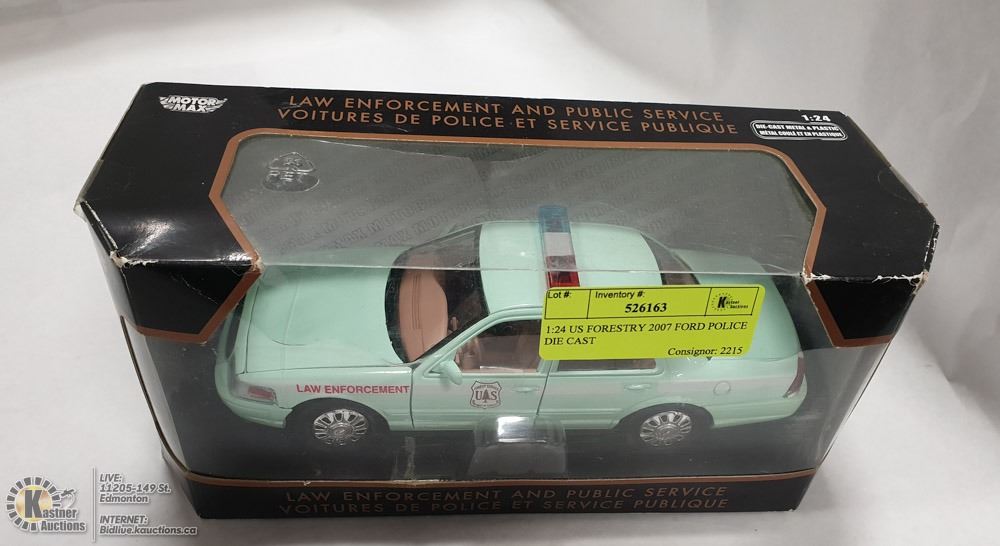 MOTOR
MAX
LAW ENFORCEMENT AND PUBLIC SERVICE
VOITURES DE POLICE ET SERVICE PUBLIQUE
1:24
DIE-CAST METAL & PLASTIC
MÉTAL COULÉ ET EN PLASTIQUE
Lot #:
Inventory #:
526163
Kastner
Auctions
1:24 US FORESTRY 2007 FORD POLICE
DIE CAST
Consignor: 2215
LAW ENFORCEMENT
U S
LAW ENFORCEMENT AND PUBLIC SERVICE
VOITURES DE POLICE ET SERVICE PUBLIQUE
Kastner
Auctions
LIVE:
11205-149 St.
Edmonton
INTERNET:
Bidlive.kauctions.ca